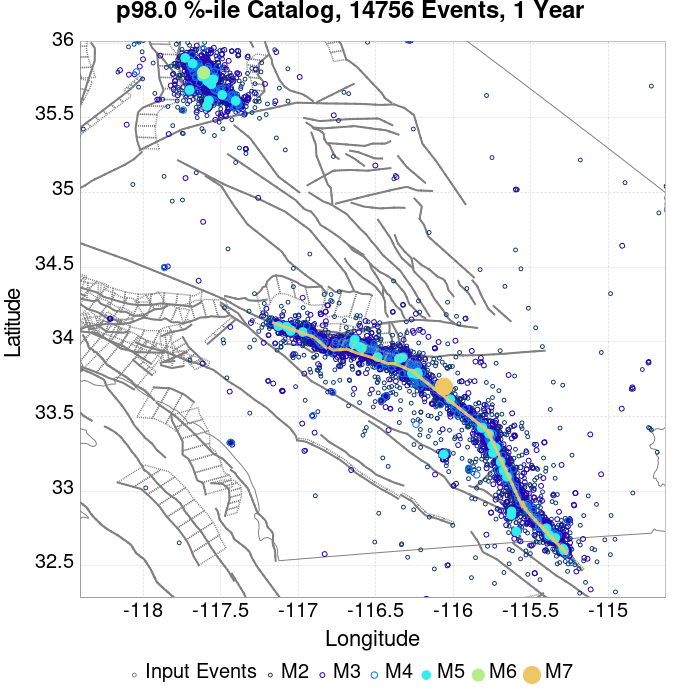 p98.0 %-ile Catalog, 14756 Events, 1 Year
36
35.5
35
34.5
34
33.5
33
32.5
Latitude
-118 -117.5 -117 -116.5 -116 -115.5 -115
Longitude
Input Events M2 M3 M4 M5 M6 M7